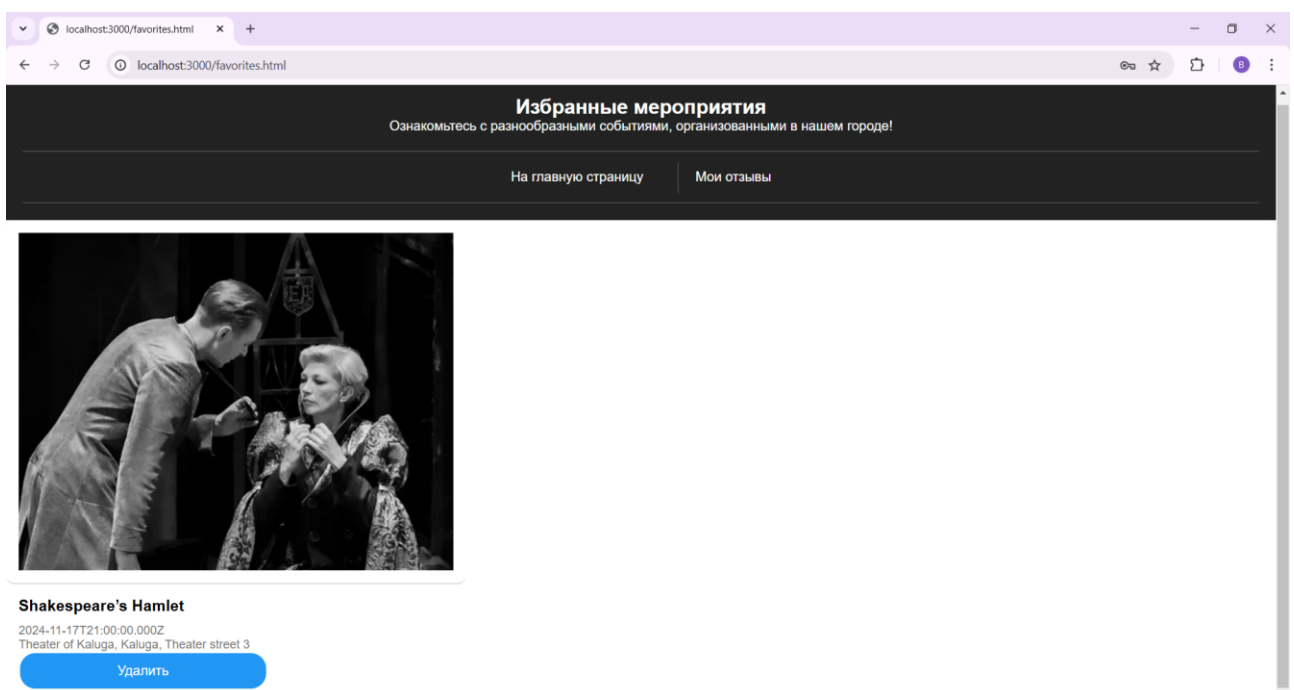 localhost:3000/favorites.html
localhost:3000/favorites.html
B
Избранные мероприятия
Ознакомьтесь с разнообразными событиями, организованными в нашем городе!
На главную страницу
Мои отзывы
Shakespeare’s Hamlet
2024-11-17T21:00:00.000Z
Theater of Kaluga, Kaluga, Theater street 3
Удалить